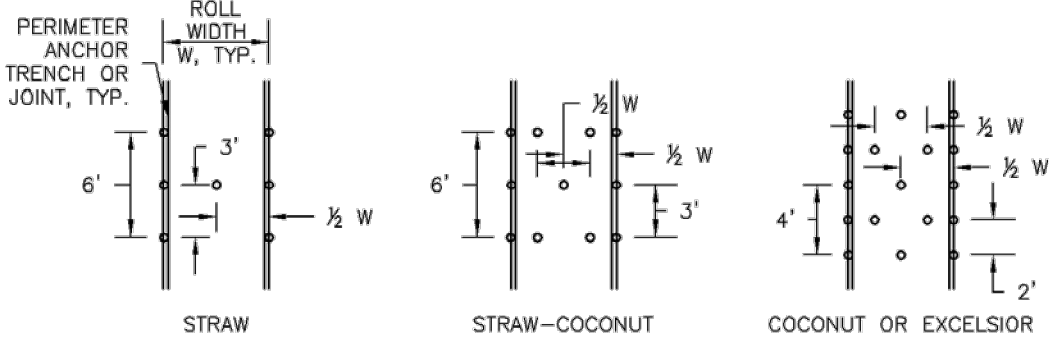 PERIMETER
ANCHOR
TRENCH OR
JOINT, TYP.
ROLL
WIDTH
W, TYP.
6'
3'
½ W
STRAW
½ W
½ W
6'
3'
STRAW-COCONUT
½ W
½ W
4'
2'
COCONUT OR EXCELSIOR